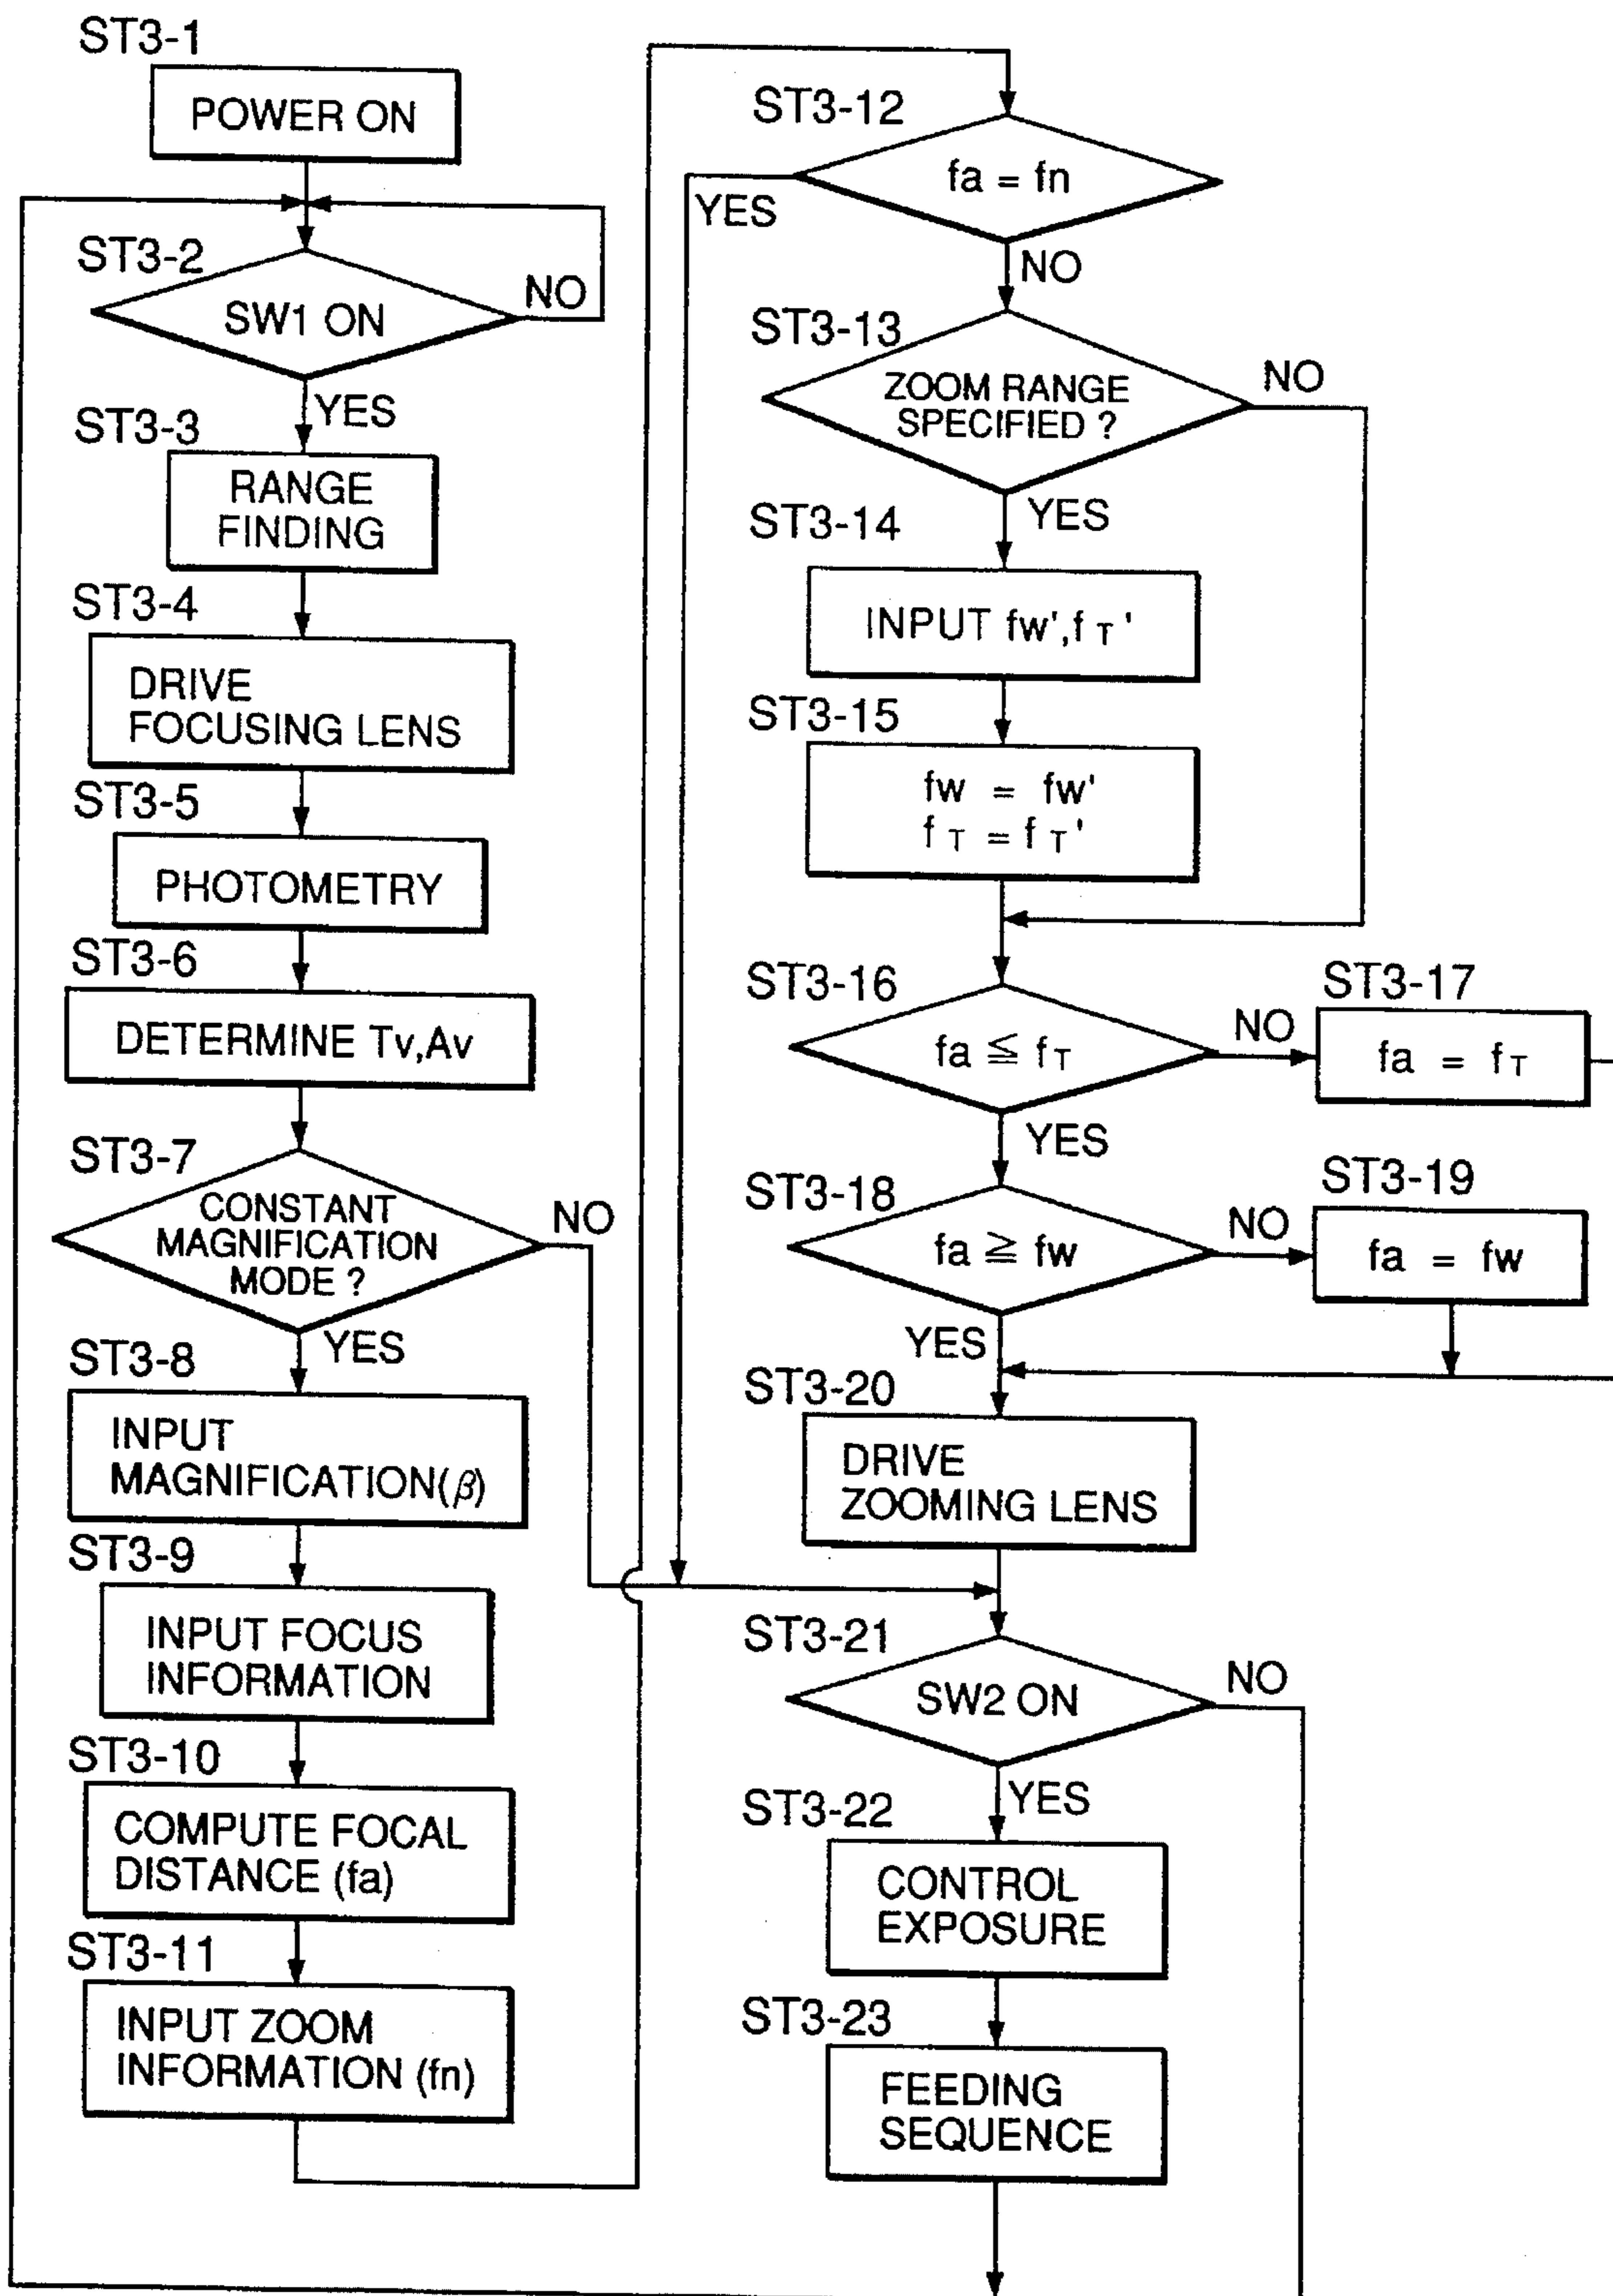 ST3-1
POWER ON
ST3-2
SW1 ON
NO
YES
ST3-3
RANGE
FINDING
ST3-4
DRIVE
FOCUSING LENS
ST3-5
PHOTOMETRY
ST3-6
DETERMINE Tv,Av
ST3-7
CONSTANT
MAGNIFICATION
MODE ?
NO
YES
ST3-8
INPUT
MAGNIFICATION(β)
ST3-9
INPUT FOCUS
INFORMATION
ST3-10
COMPUTE FOCAL
DISTANCE (fa)
ST3-11
INPUT ZOOM
INFORMATION (fn)
ST3-12
fa = fn
YES
NO
ST3-13
ZOOM RANGE
SPECIFIED ?
NO
YES
ST3-14
INPUT fw',fT'
ST3-15
fw = fw'
fT = fT'
ST3-16
fa ≦ fT
NO
ST3-17
fa = fT
YES
ST3-18
fa ≧ fw
NO
ST3-19
fa = fw
YES
ST3-20
DRIVE
ZOOMING LENS
ST3-21
SW2 ON
NO
YES
ST3-22
CONTROL
EXPOSURE
ST3-23
FEEDING
SEQUENCE